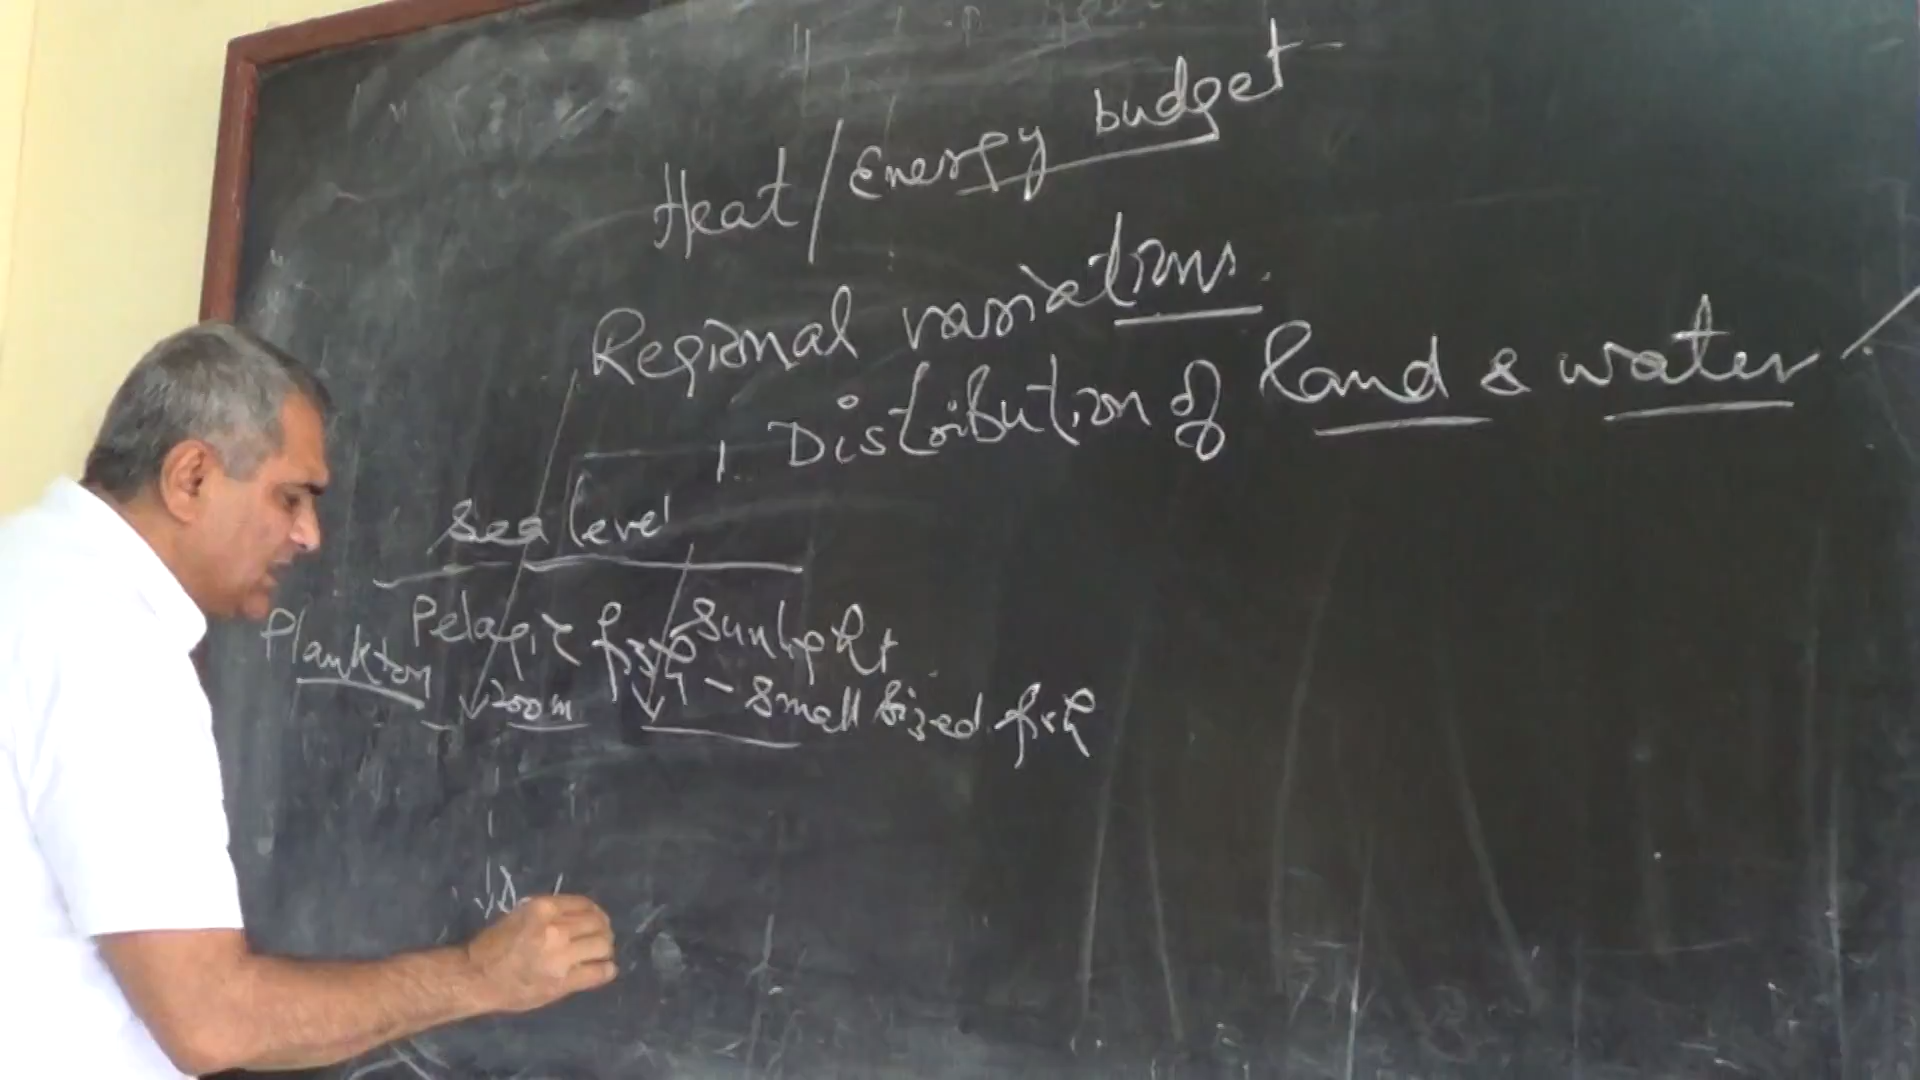 Heat/Energy budget
Regional variations.
1. Distribution of land & water
Sea level
Pelagic fish Sunlight
Plankton
200m - Small sized fish